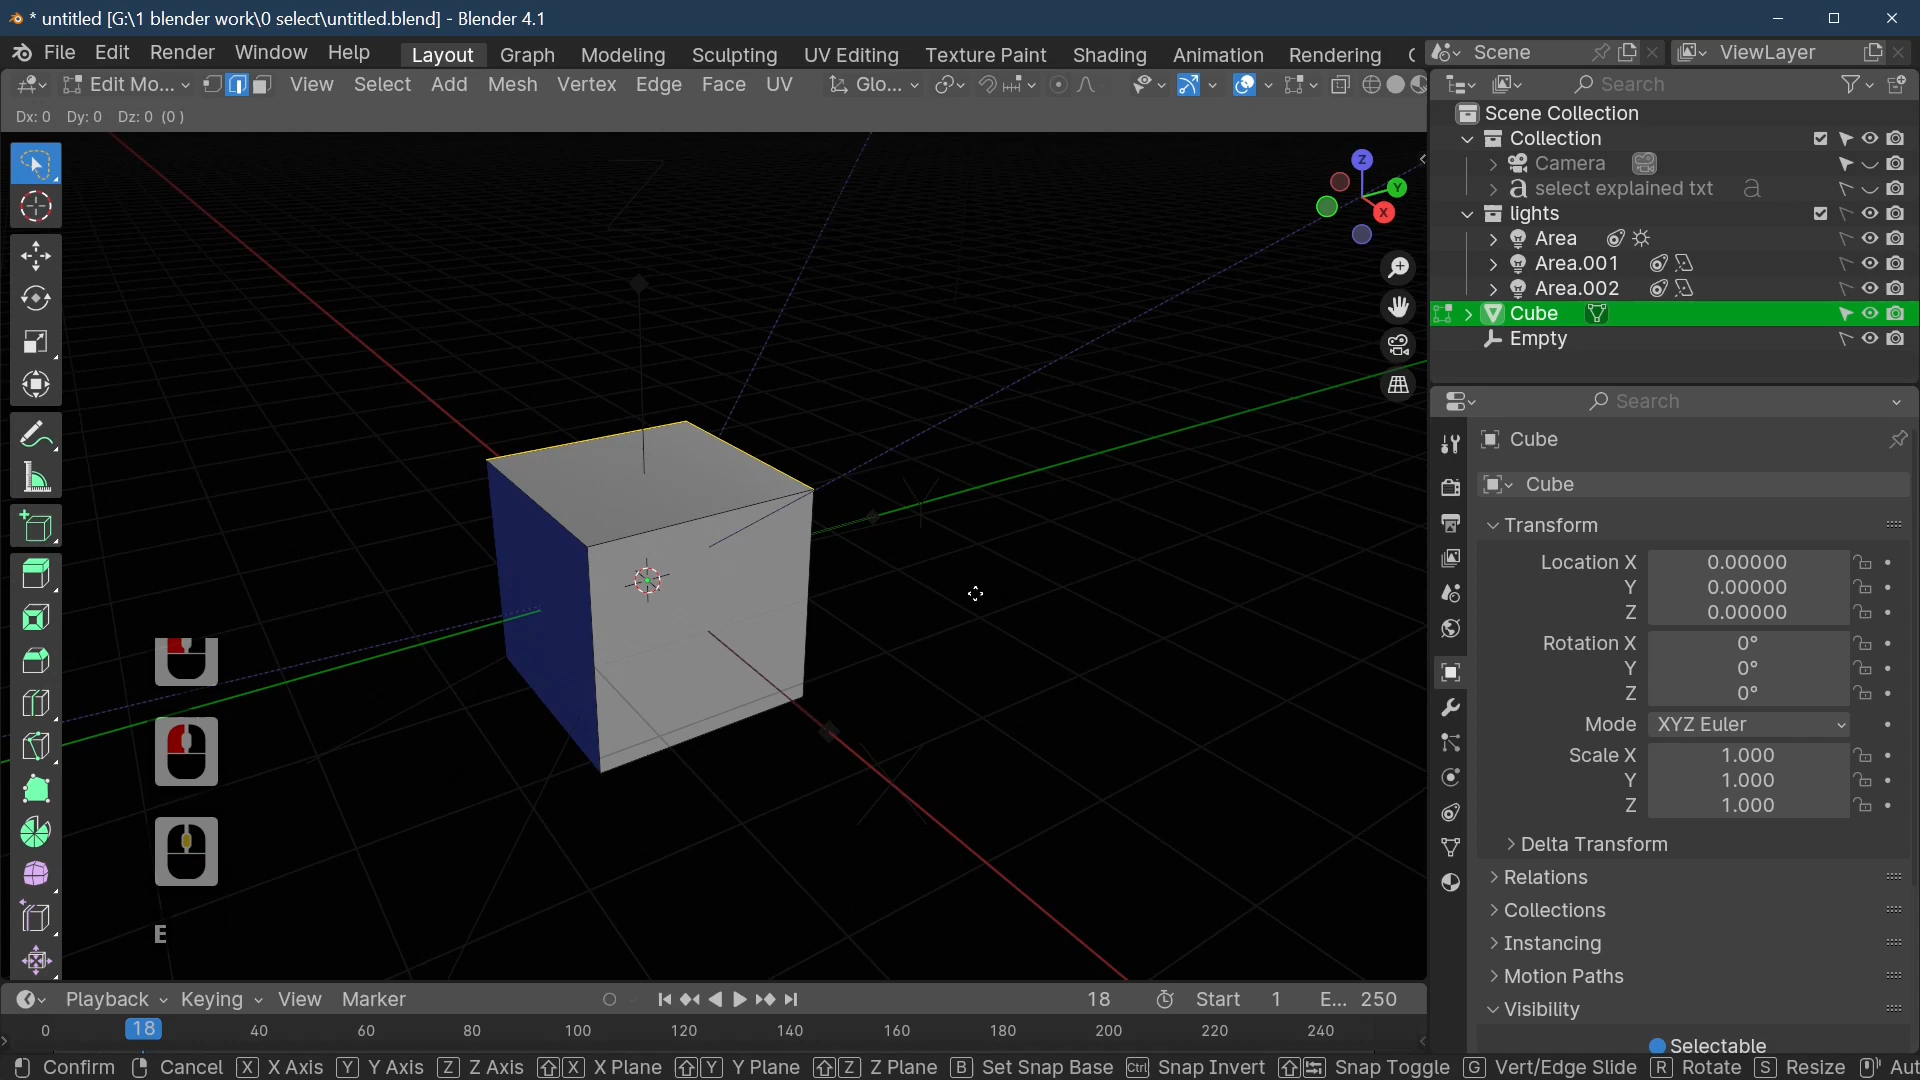 * untitled [G:\1 blender work\0 select\untitled.blend] - Blender 4.1
File Edit Render Window Help Layout Graph Modeling Sculpting UV Editing Texture Paint Shading Animation Rendering Scene ViewLayer
Edit Mo... View Select Add Mesh Vertex Edge Face UV Glo... Search
Dx: 0 Dy: 0 Dz: 0 (0 )
Scene Collection
Collection
Camera
select explained txt
lights
Area
Area.001
Area.002
Cube
Empty
Z
Y
X
Search
Cube
Cube
Transform
Location X 0.00000
Y 0.00000
Z 0.00000
Rotation X 0°
Y 0°
Z 0°
Mode XYZ Euler
Scale X 1.000
Y 1.000
Z 1.000
Delta Transform
Relations
Collections
Instancing
Motion Paths
Visibility
Selectable
E
Playback Keying View Marker 18 Start 1 E... 250
0 18 40 60 80 100 120 140 160 180 200 220 240
Confirm Cancel X X Axis Y Y Axis Z Z Axis X X Plane Y Y Plane Z Z Plane B Set Snap Base Ctrl Snap Invert Snap Toggle G Vert/Edge Slide R Rotate S Resize Aut